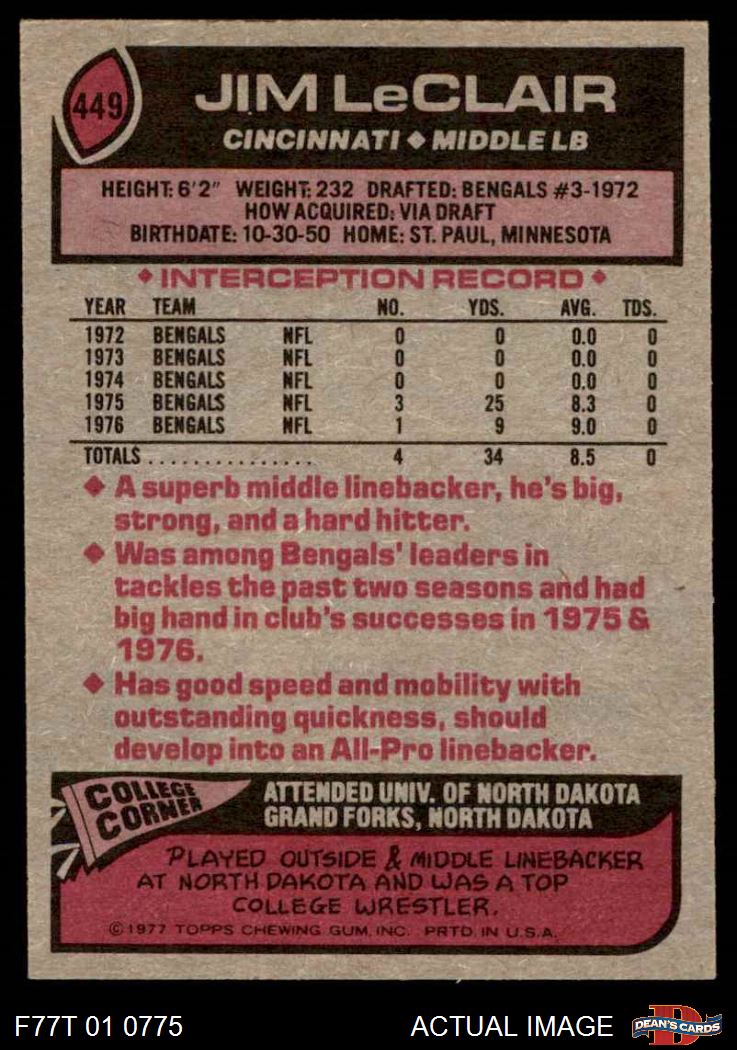 449
JIM LeCLAIR
CINCINNATI ◆ MIDDLE LB
HEIGHT: 6'2" WEIGHT: 232 DRAFTED: BENGALS #3-1972
HOW ACQUIRED: VIA DRAFT
BIRTHDATE: 10-30-50 HOME: ST. PAUL, MINNESOTA
◆ INTERCEPTION RECORD ◆
YEAR TEAM NO. YDS. AVG. TDS.
1972 BENGALS NFL 0 0 0.0 0
1973 BENGALS NFL 0 0 0.0 0
1974 BENGALS NFL 0 0 0.0 0
1975 BENGALS NFL 3 25 8.3 0
1976 BENGALS NFL 1 9 9.0 0
TOTALS ................ 4 34 8.5 0
◆ A superb middle linebacker, he's big,
strong, and a hard hitter.
◆ Was among Bengals' leaders in
tackles the past two seasons and had
big hand in club's successes in 1975 &
1976.
◆ Has good speed and mobility with
outstanding quickness, should
develop into an All-Pro linebacker.
COLLEGE
CORNER
ATTENDED UNIV. OF NORTH DAKOTA
GRAND FORKS, NORTH DAKOTA
PLAYED OUTSIDE & MIDDLE LINEBACKER
AT NORTH DAKOTA AND WAS A TOP
COLLEGE WRESTLER.
©1977 TOPPS CHEWING GUM, INC. PRTD. IN U.S.A.
F77T 01 0775
ACTUAL IMAGE
DEAN'S CARDS